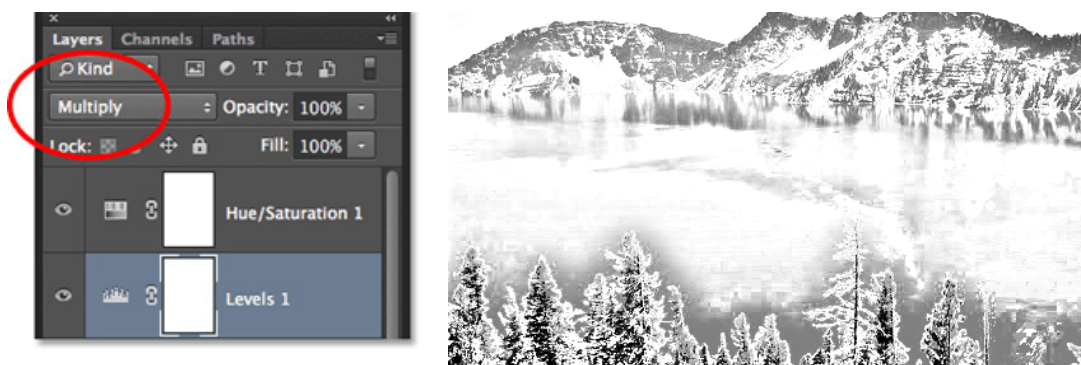 Layers Channels Paths
Kind T
Multiply Opacity: 100%
Lock: Fill: 100%
Hue/Saturation 1
Levels 1